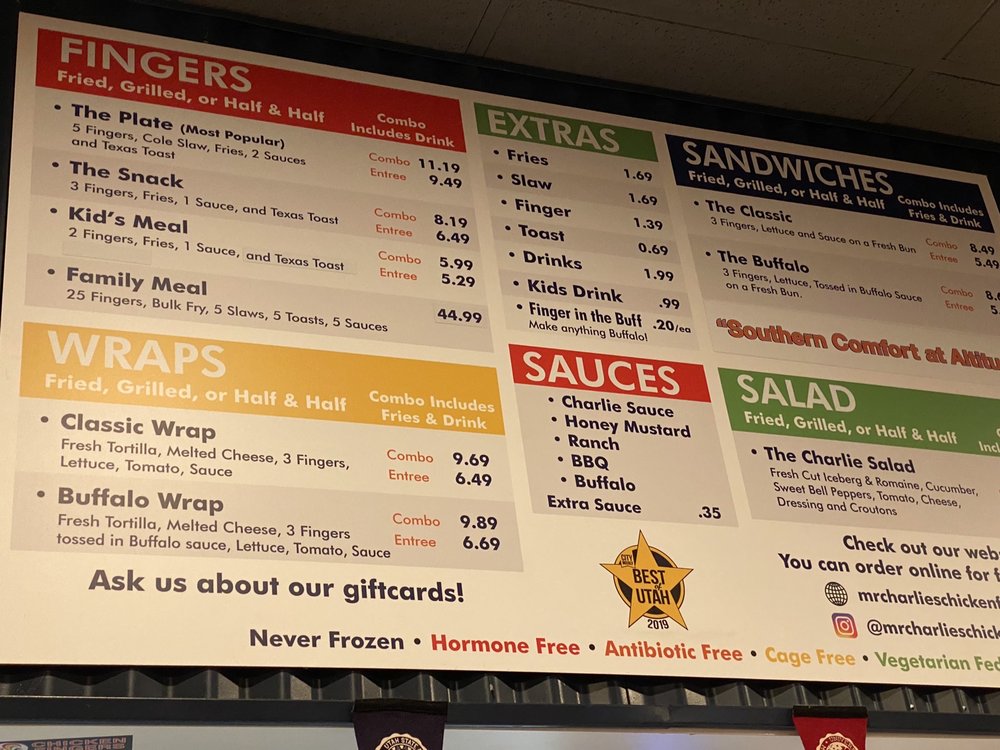 FINGERS
Fried, Grilled, or Half & Half
Combo
Includes Drink
• The Plate (Most Popular)
5 Fingers, Cole Slaw, Fries, 2 Sauces
and Texas Toast
Combo 11.19
Entree 9.49
The Snack
3 Fingers, Fries, 1 Sauce, and Texas Toast
Combo 8.19
Entree 6.49
• Kid's Meal
2 Fingers, Fries, 1 Sauce, and Texas Toast
Combo 5.99
Entree 5.29
• Family Meal
25 Fingers, Bulk Fry, 5 Slaws, 5 Toasts, 5 Sauces
44.99
WRAPS
Fried, Grilled, or Half & Half
Combo Includes
Fries & Drink
• Classic Wrap
Fresh Tortilla, Melted Cheese, 3 Fingers,
Lettuce, Tomato, Sauce
Combo 9.69
Entree 6.49
• Buffalo Wrap
Fresh Tortilla, Melted Cheese, 3 Fingers
tossed in Buffalo sauce, Lettuce, Tomato, Sauce
Combo 9.89
Entree 6.69
Ask us about our giftcards!
EXTRAS
• Fries 1.69
• Slaw 1.69
• Finger 1.39
• Toast 0.69
• Drinks 1.99
• Kids Drink .99
• Finger in the Buff .20/ea
Make anything Buffalo!
SAUCES
• Charlie Sauce
• Honey Mustard
• Ranch
• BBQ
• Buffalo
Extra Sauce .35
CITY
BEST
of
UTAH
2019
SANDWICHES
Fried, Grilled, or Half & Half
Combo Includes
Fries & Drink
• The Classic
3 Fingers, Lettuce and Sauce on a Fresh Bun
Combo 8.49
Entree 5.49
• The Buffalo
3 Fingers, Lettuce, Tossed in Buffalo Sauce
on a Fresh Bun.
Combo 8.
Entree 5.
"Southern Comfort at Altitu
SALAD
Fried, Grilled, or Half & Half
• The Charlie Salad
Fresh Cut Iceberg & Romaine, Cucumber,
Sweet Bell Peppers, Tomato, Cheese,
Dressing and Croutons
Check out our web
You can order online for f
mrcharlieschickenf
@mrcharlieschick
Never Frozen • Hormone Free • Antibiotic Free • Cage Free • Vegetarian Fed
CHICKEN
FINGERS
UTAH STATE